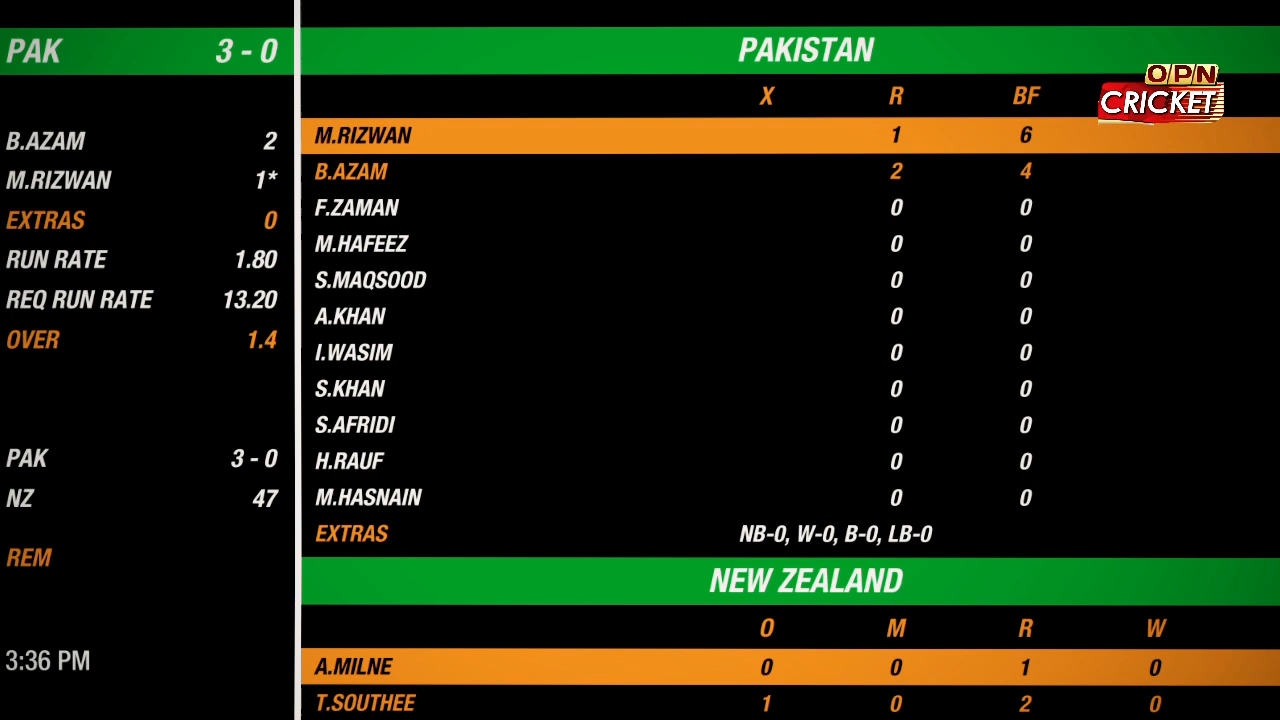 PAK 3 - 0
B.AZAM 2
M.RIZWAN 1*
EXTRAS 0
RUN RATE 1.80
REQ RUN RATE 13.20
OVER 1.4
PAK 3 - 0
NZ 47
REM
3:36 PM
PAKISTAN
OPN
CRICKET
X R BF
M.RIZWAN 1 6
B.AZAM 2 4
F.ZAMAN 0 0
M.HAFEEZ 0 0
S.MAQSOOD 0 0
A.KHAN 0 0
I.WASIM 0 0
S.KHAN 0 0
S.AFRIDI 0 0
H.RAUF 0 0
M.HASNAIN 0 0
EXTRAS NB-0, W-0, B-0, LB-0
NEW ZEALAND
O M R W
A.MILNE 0 0 1 0
T.SOUTHEE 1 0 2 0